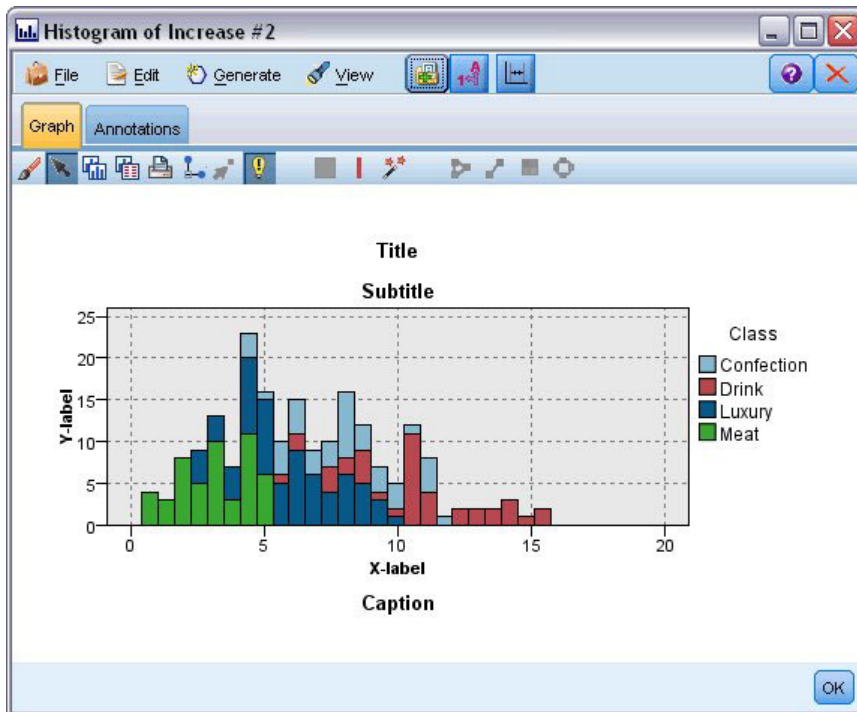 Histogram of Increase #2
File Edit Generate View
Graph Annotations
Title
Subtitle
25
20
15
10
5
0
Y-label
0 5 10 15 20
X-label
Caption
Class
Confection
Drink
Luxury
Meat
OK